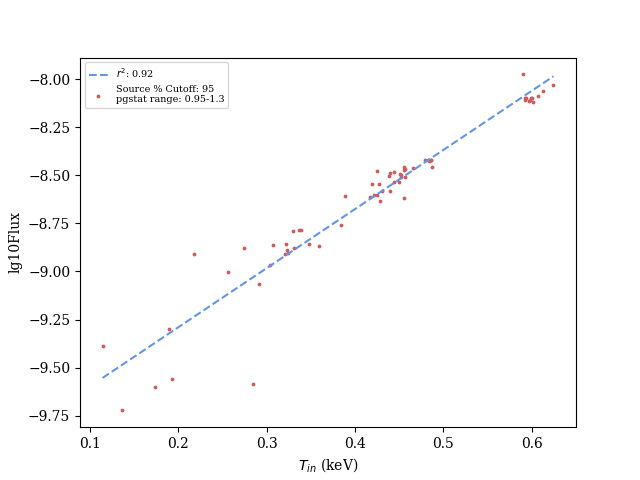 r²: 0.92
Source % Cutoff: 95
pgstat range: 0.95-1.3
−8.00
−8.25
−8.50
−8.75
−9.00
−9.25
−9.50
−9.75
lg10Flux
0.1 0.2 0.3 0.4 0.5 0.6
T_in (keV)